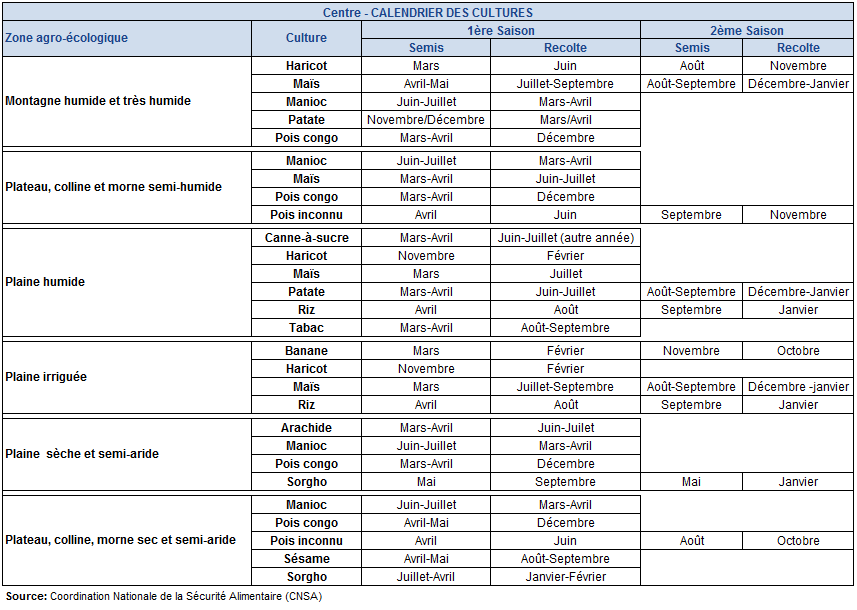 Centre - CALENDRIER DES CULTURES
Zone agro-écologique Culture 1ère Saison 2ème Saison
Semis Recolte Semis Recolte
Montagne humide et très humide
Haricot Mars Juin Août Novembre
Maïs Avril-Mai Juillet-Septembre Août-Septembre Décembre-Janvier
Manioc Juin-Juillet Mars-Avril
Patate Novembre/Décembre Mars/Avril
Pois congo Mars-Avril Décembre
Plateau, colline et morne semi-humide
Manioc Juin-Juillet Mars-Avril
Maïs Mars-Avril Juin-Juillet
Pois congo Mars-Avril Décembre
Pois inconnu Avril Juin Septembre Novembre
Plaine humide
Canne-à-sucre Mars-Avril Juin-Juillet (autre année)
Haricot Novembre Février
Maïs Mars Juillet
Patate Mars-Avril Juin-Juillet Août-Septembre Décembre-Janvier
Riz Avril Août Septembre Janvier
Tabac Mars-Avril Août-Septembre
Plaine irriguée
Banane Mars Février Novembre Octobre
Haricot Novembre Février
Maïs Mars Juillet-Septembre Août-Septembre Décembre -janvier
Riz Avril Août Septembre Janvier
Plaine sèche et semi-aride
Arachide Mars-Avril Juin-Juilet
Manioc Juin-Juillet Mars-Avril
Pois congo Mars-Avril Décembre
Sorgho Mai Septembre Mai Janvier
Plateau, colline, morne sec et semi-aride
Manioc Juin-Juillet Mars-Avril
Pois congo Avril-Mai Décembre
Pois inconnu Avril Juin Août Octobre
Sésame Avril-Mai Août-Septembre
Sorgho Juillet-Avril Janvier-Février
Source: Coordination Nationale de la Sécurité Alimentaire (CNSA)